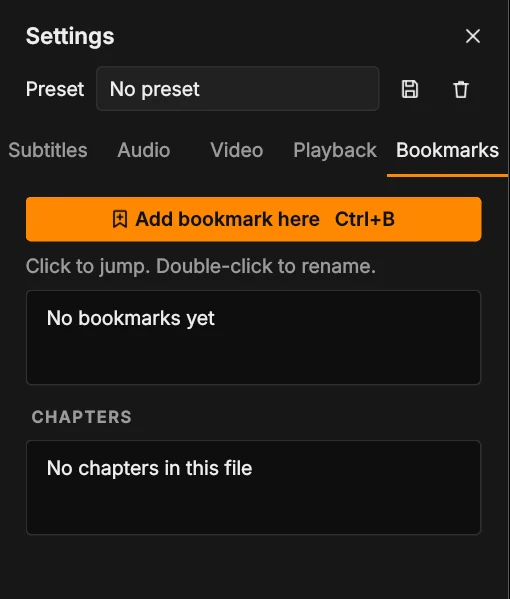 Settings
Preset No preset
Subtitles Audio Video Playback Bookmarks
Add bookmark here Ctrl+B
Click to jump. Double-click to rename.
No bookmarks yet
CHAPTERS
No chapters in this file